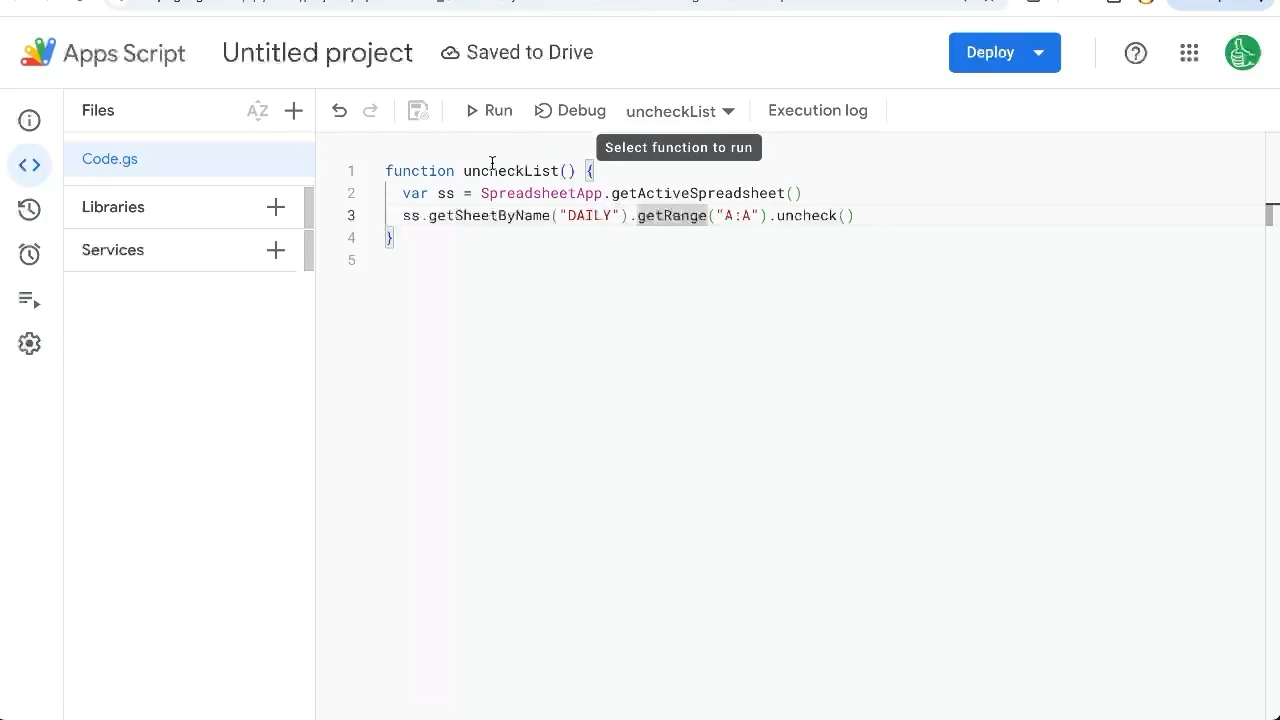 Apps Script
Untitled project
Saved to Drive
Deploy
Files
Run
Debug
uncheckList
Execution log
Select function to run
Code.gs
Libraries
Services
1 function uncheckList() {
2 var ss = SpreadsheetApp.getActiveSpreadsheet()
3 ss.getSheetByName("DAILY").getRange("A:A").uncheck()
4 }
5